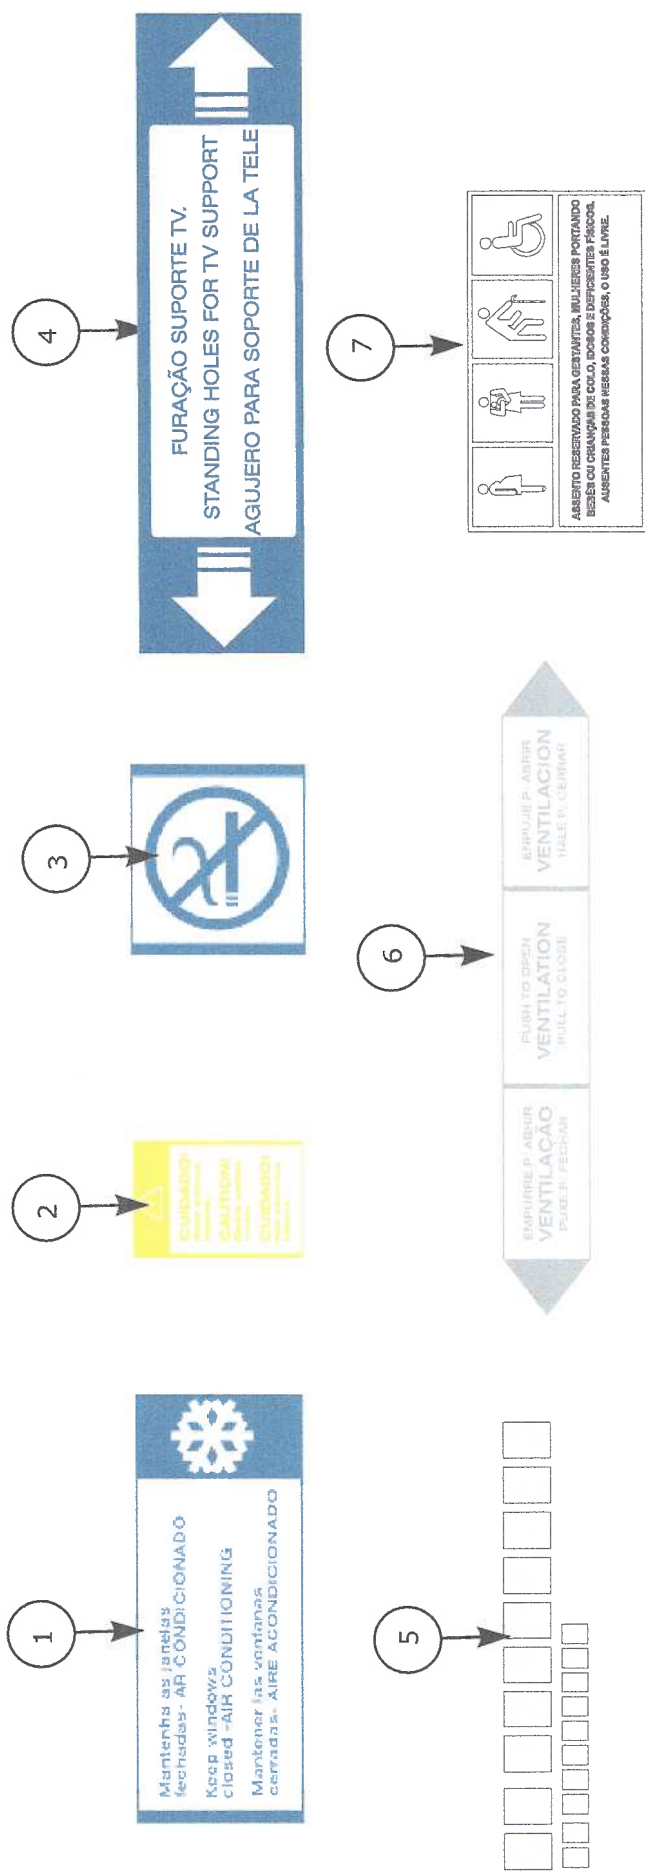 1
Mantenha as janelas
fechadas- AR CONDICIONADO
Keep windows
closed -AIR CONDITIONING
Mantener las ventanas
cerradas- AIRE ACONDICIONADO
2
CUIDADO!
CAUTION!
CUIDADO!
3
4
FURAÇÃO SUPORTE TV.
STANDING HOLES FOR TV SUPPORT
AGUJERO PARA SOPORTE DE LA TELE
5
6
EMPURRE P/ ABRIR
VENTILAÇÃO
PUXE P/ FECHAR
PUSH TO OPEN
VENTILATION
PULL TO CLOSE
ENPUJE P/ ABRIR
VENTILACION
HALE P/ CERRAR
7
ASSENTO RESERVADO PARA GESTANTES, MULHERES PORTANDO
BEBÊS OU CRIANÇAS DE COLO, IDOSOS E DEFICIENTES FÍSICOS.
AUSENTES PESSOAS NESSAS CONDIÇÕES, O USO É LIVRE.